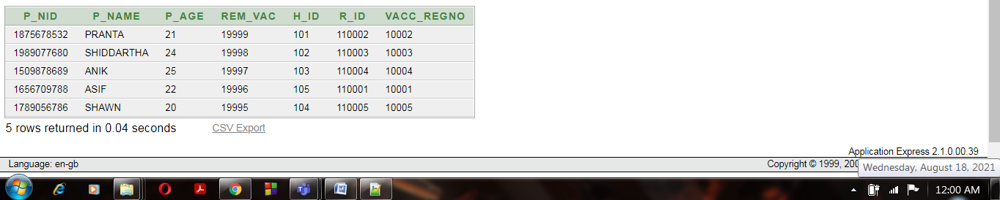 P_NID P_NAME P_AGE REM_VAC H_ID R_ID VACC_REGNO
1875678532 PRANTA 21 19999 101 110002 10002
1989077680 SHIDDARTHA 24 19998 102 110003 10003
1509878689 ANIK 25 19997 103 110004 10004
1656709788 ASIF 22 19996 105 110001 10001
1789056786 SHAWN 20 19995 104 110005 10005
5 rows returned in 0.04 seconds CSV Export
Application Express 2.1.0.00.39
Language: en-gb Copyright © 1999, 200
Wednesday, August 18, 2021
12:00 AM